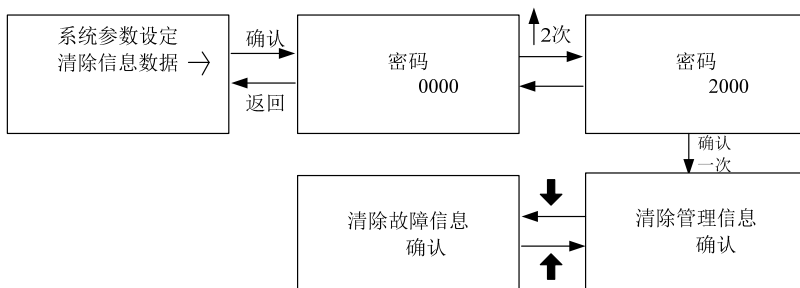 系统参数设定
清除信息数据
确认
返回
密码
0000
2次
密码
2000
确认
一次
清除故障信息
确认
清除管理信息
确认